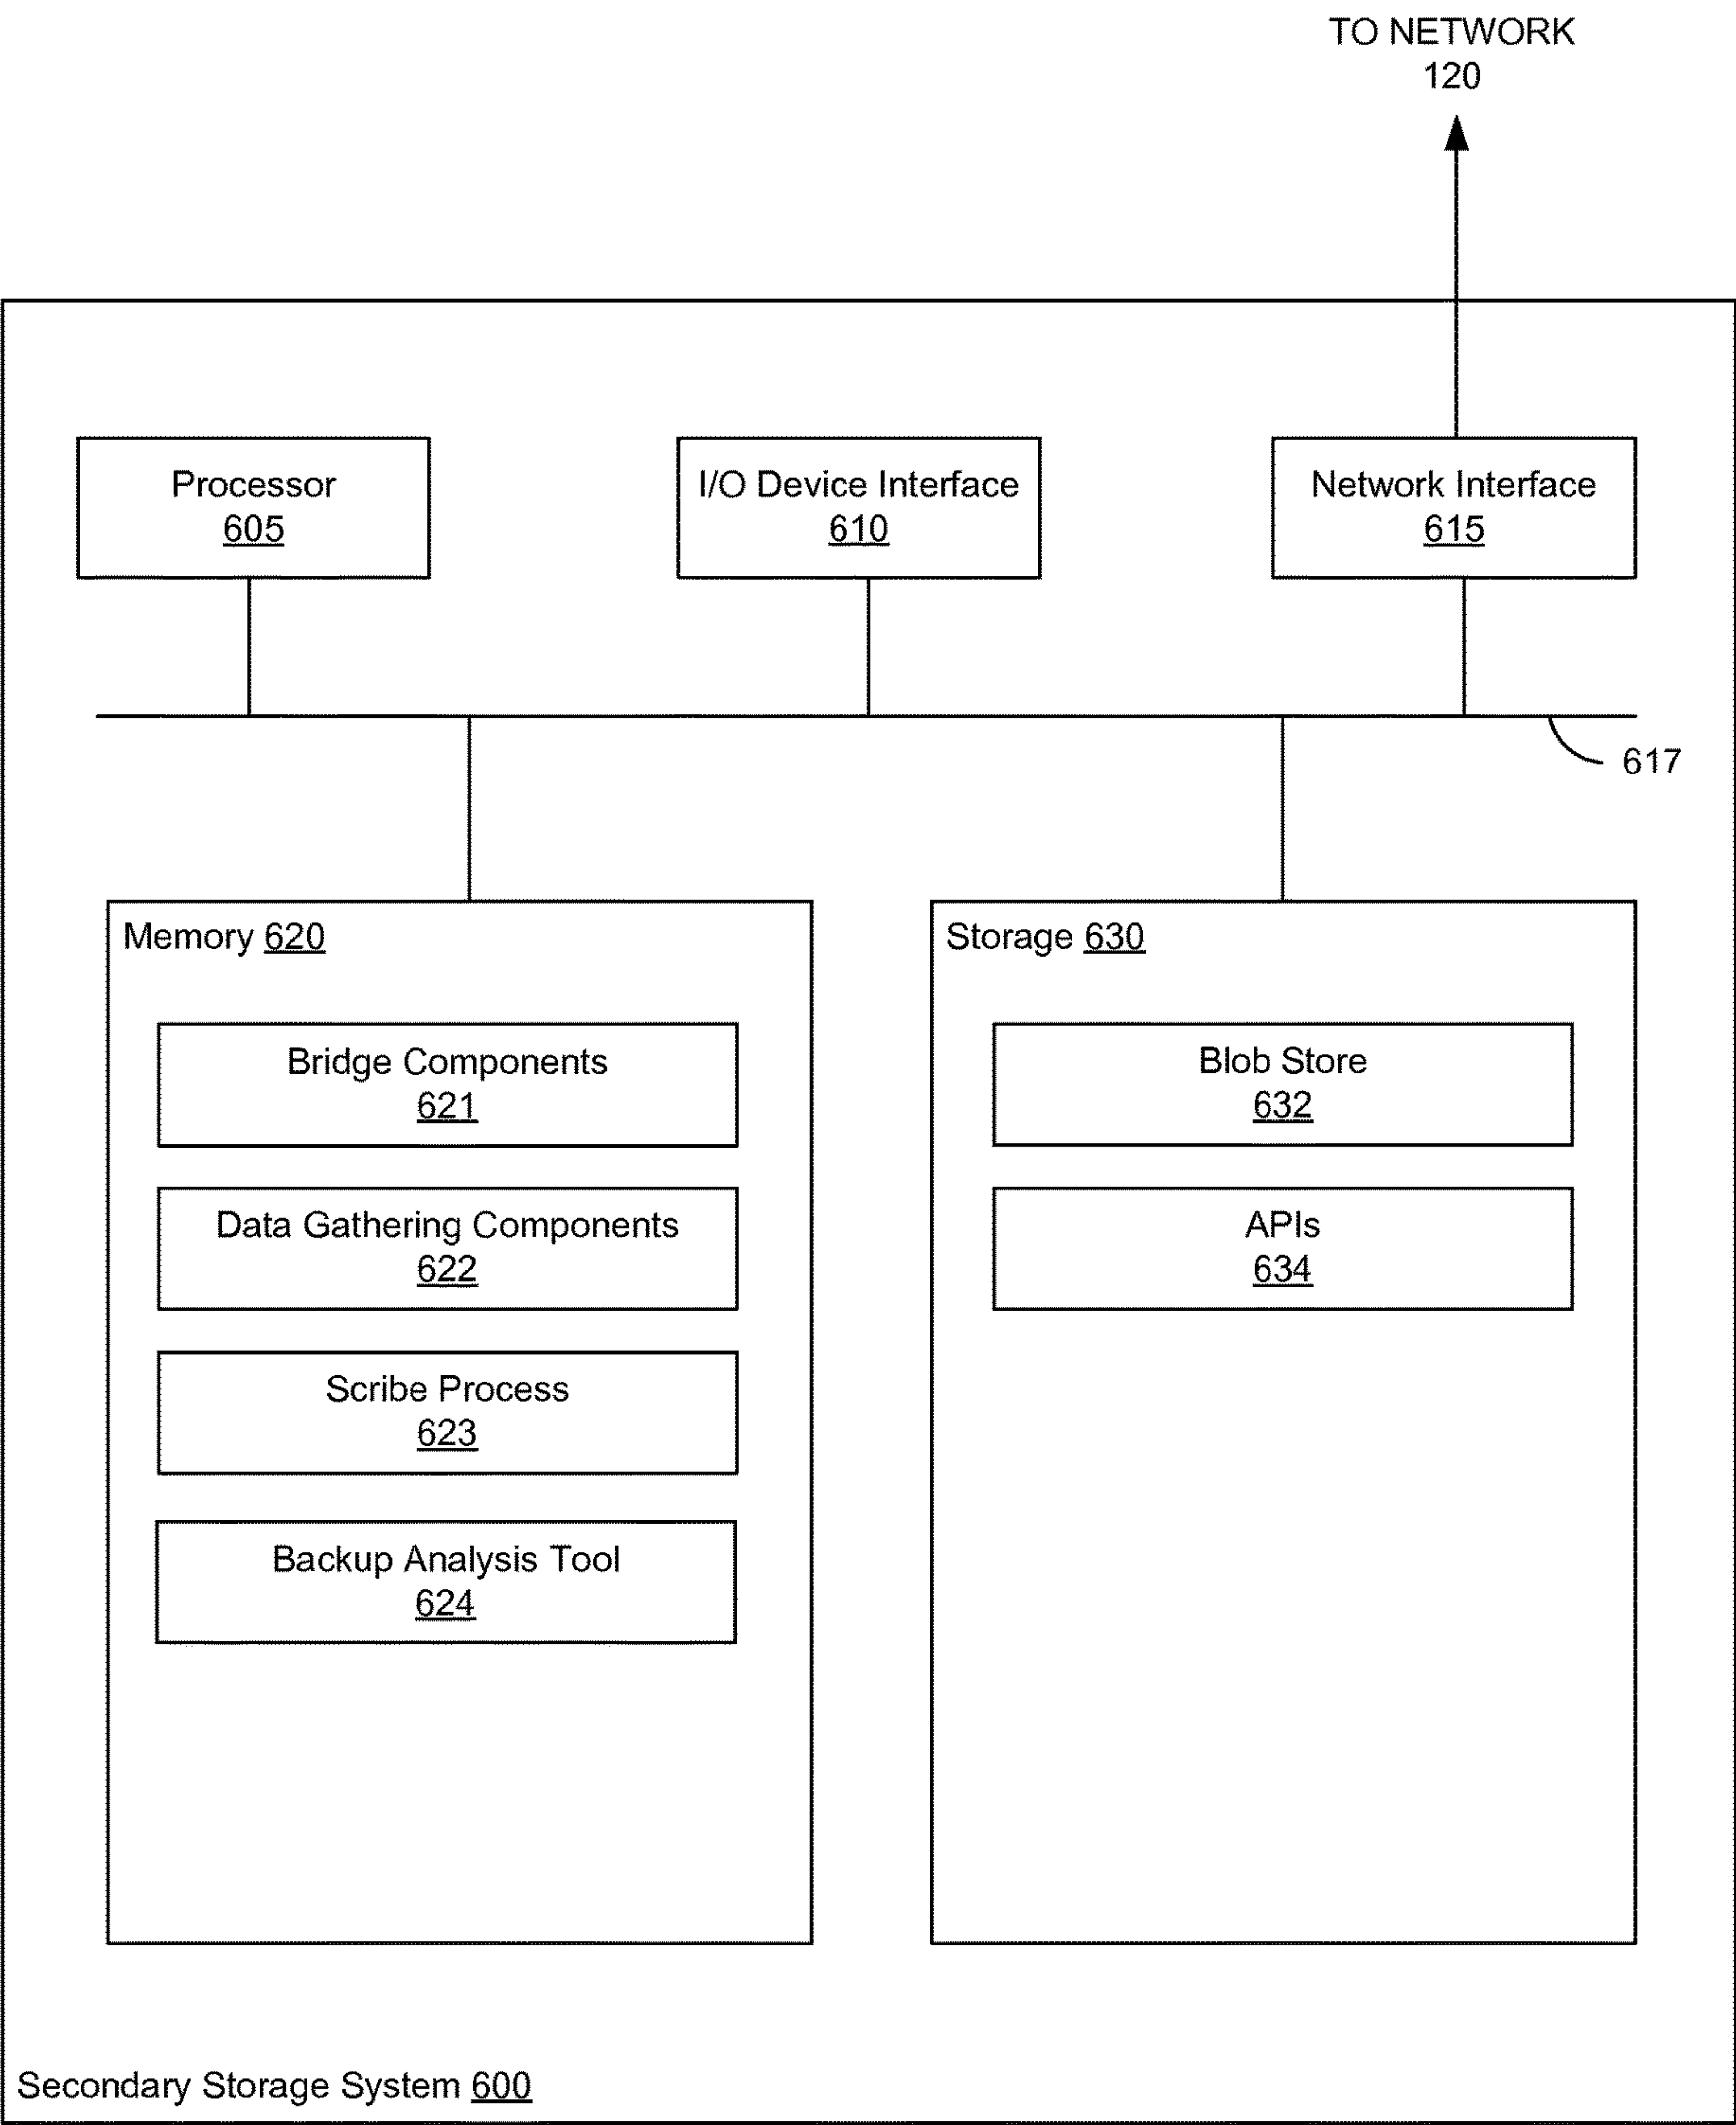 TO NETWORK
120
Processor
605
I/O Device Interface
610
Network Interface
615
617
Memory 620
Bridge Components
621
Data Gathering Components
622
Scribe Process
623
Backup Analysis Tool
624
Storage 630
Blob Store
632
APIs
634
Secondary Storage System 600